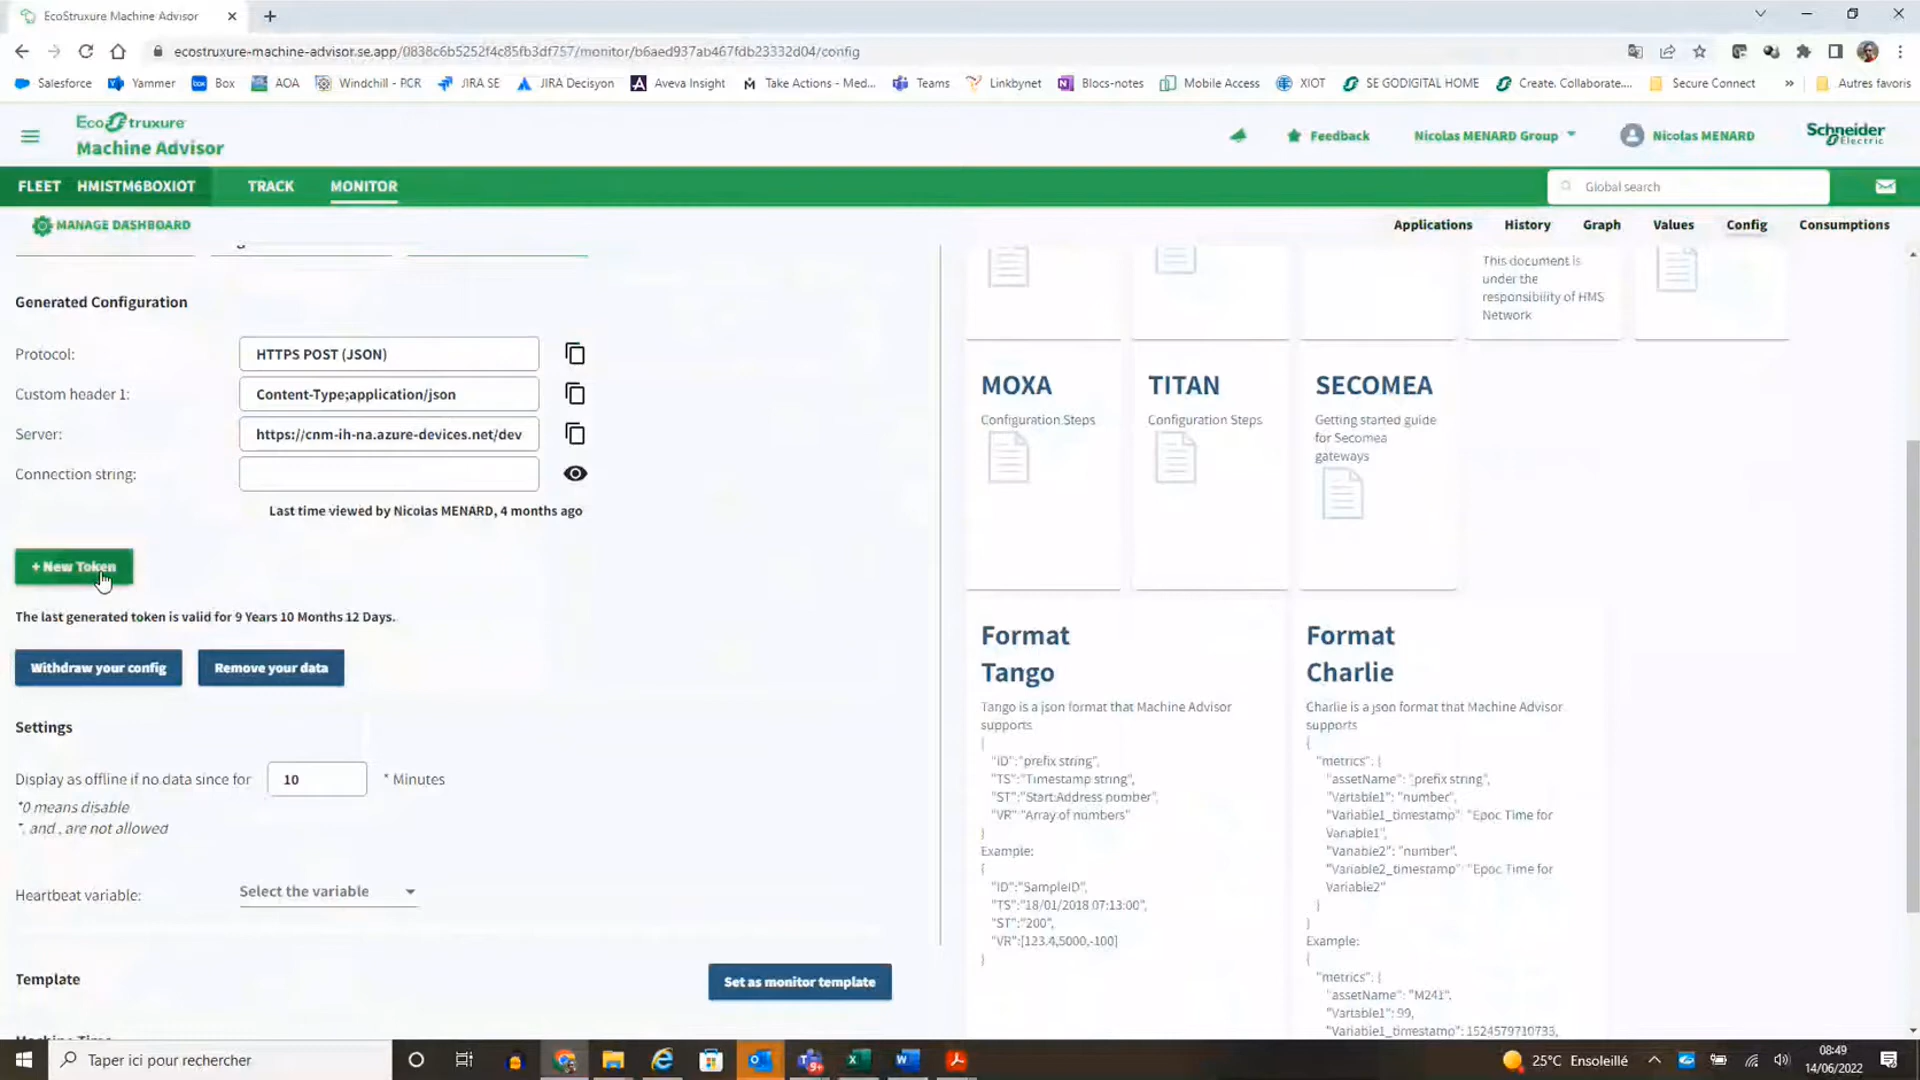 EcoStruxure Machine Advisor
ecostruxure-machine-advisor.se.app/0838c6b5252f4c85fb3df757/monitor/b6aed937ab467fdb23332d04/config
Salesforce Yammer Box AOA Windchill - PCR JIRA SE JIRA Decisyon Aveva Insight Take Actions - Med... Teams Linkbynet Blocs-notes Mobile Access XIOT SE GODIGITAL HOME Create. Collaborate.... Secure Connect » Autres favoris
EcoStruxure
Machine Advisor
Feedback Nicolas MENARD Group Nicolas MENARD Schneider Electric
FLEET HMISTM6BOXIOT TRACK MONITOR Global search
MANAGE DASHBOARD Applications History Graph Values Config Consumptions
Generated Configuration
Protocol: HTTPS POST (JSON)
Custom header 1: Content-Type;application/json
Server: https://cnm-ih-na.azure-devices.net/dev
Connection string:
Last time viewed by Nicolas MENARD, 4 months ago
+ New Token
The last generated token is valid for 9 Years 10 Months 12 Days.
Withdraw your config Remove your data
Settings
Display as offline if no data since for 10 * Minutes
*0 means disable
*. and , are not allowed
Heartbeat variable: Select the variable
Template Set as monitor template
This document is
under the
responsibility of HMS
Network
MOXA
Configuration Steps
TITAN
Configuration Steps
SECOMEA
Getting started guide
for Secomea
gateways
Format
Tango
Tango is a json format that Machine Advisor
supports
{
"ID":"prefix string",
"TS":"Timestamp string",
"ST":"Start Address number",
"VR":"Array of numbers"
}
Example:
{
"ID":"SampleID",
"TS":"18/01/2018 07:13:00",
"ST":"200",
"VR":[123.4,5000,-100]
}
Format
Charlie
Charlie is a json format that Machine Advisor
supports
{
"metrics": {
"assetName": "prefix string",
"Variable1": "number",
"Variable1_timestamp": "Epoc Time for
Variable1",
"Variable2": "number",
"Variable2_timestamp": "Epoc Time for
Variable2"
}
}
Example:
{
"metrics": {
"assetName": "M241",
"Variable1": 99,
"Variable1_timestamp": 1524579710733,
Taper ici pour rechercher
25°C Ensoleillé
08:49
14/06/2022